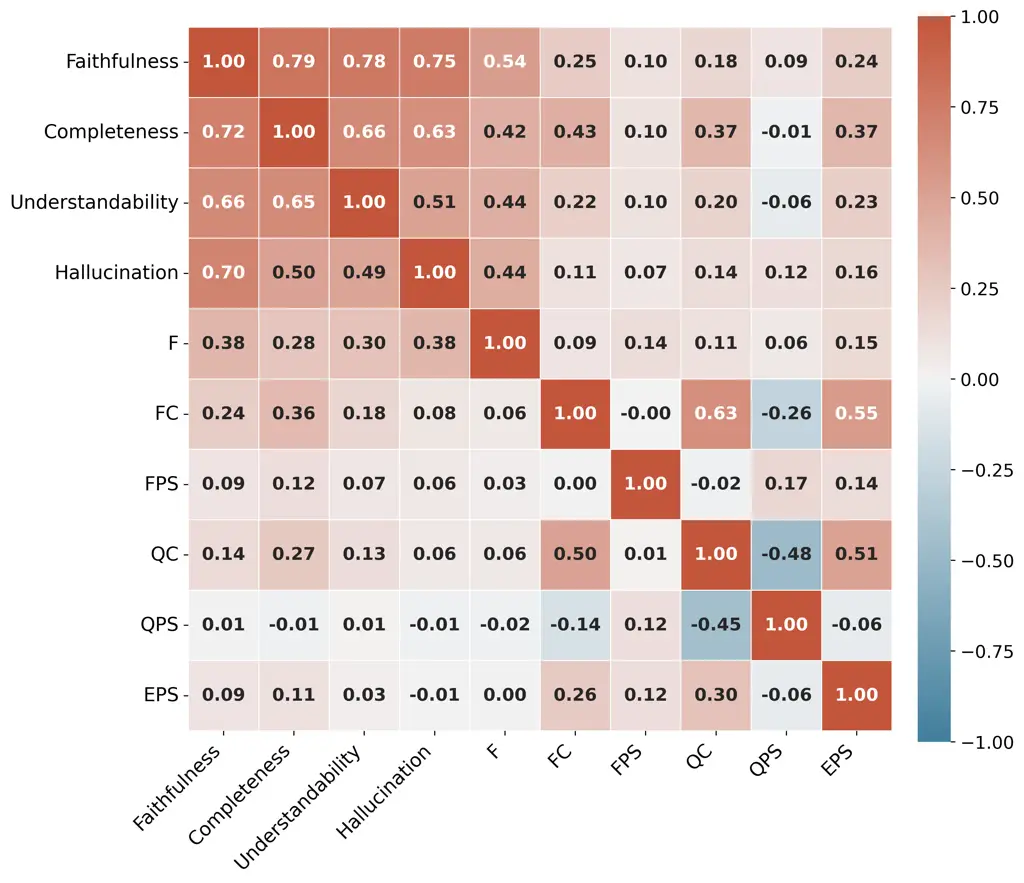 Faithfulness 1.00 0.79 0.78 0.75 0.54 0.25 0.10 0.18 0.09 0.24
Completeness 0.72 1.00 0.66 0.63 0.42 0.43 0.10 0.37 -0.01 0.37
Understandability 0.66 0.65 1.00 0.51 0.44 0.22 0.10 0.20 -0.06 0.23
Hallucination 0.70 0.50 0.49 1.00 0.44 0.11 0.07 0.14 0.12 0.16
F 0.38 0.28 0.30 0.38 1.00 0.09 0.14 0.11 0.06 0.15
FC 0.24 0.36 0.18 0.08 0.06 1.00 -0.00 0.63 -0.26 0.55
FPS 0.09 0.12 0.07 0.06 0.03 0.00 1.00 -0.02 0.17 0.14
QC 0.14 0.27 0.13 0.06 0.06 0.50 0.01 1.00 -0.48 0.51
QPS 0.01 -0.01 0.01 -0.01 -0.02 -0.14 0.12 -0.45 1.00 -0.06
EPS 0.09 0.11 0.03 -0.01 0.00 0.26 0.12 0.30 -0.06 1.00
Faithfulness Completeness Understandability Hallucination F FC FPS QC QPS EPS
1.00
0.75
0.50
0.25
0.00
−0.25
−0.50
−0.75
−1.00